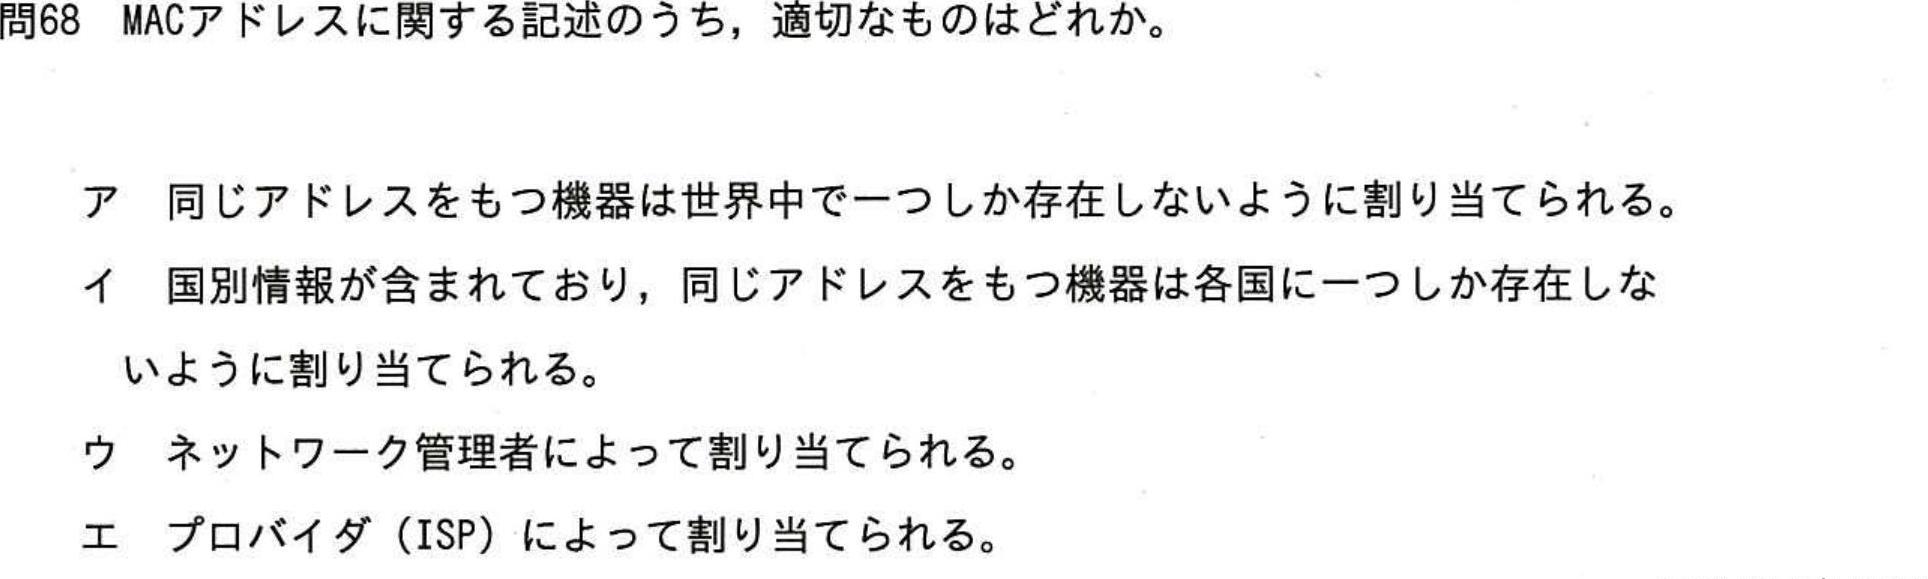 問68　MACアドレスに関する記述のうち，適切なものはどれか。
ア　同じアドレスをもつ機器は世界中で一つしか存在しないように割り当てられる。
イ　国別情報が含まれており，同じアドレスをもつ機器は各国に一つしか存在しな
いように割り当てられる。
ウ　ネットワーク管理者によって割り当てられる。
エ　プロバイダ（ISP）によって割り当てられる。